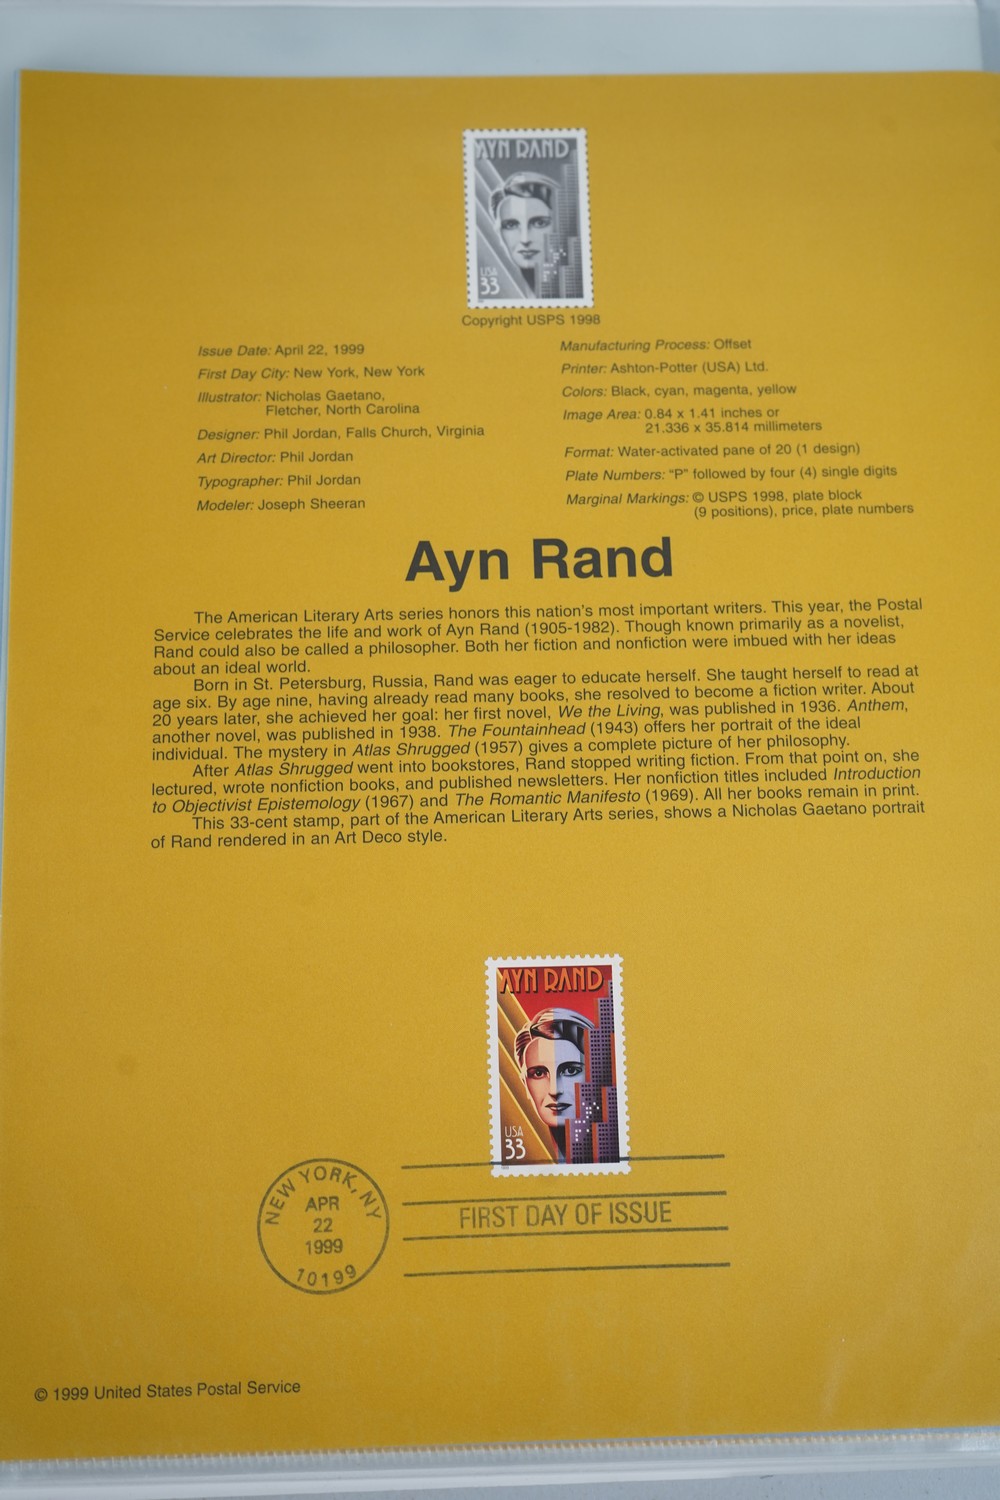 AYN RAND
USA
33
Copyright USPS 1998
Issue Date: April 22, 1999
First Day City: New York, New York
Illustrator: Nicholas Gaetano,
Fletcher, North Carolina
Designer: Phil Jordan, Falls Church, Virginia
Art Director: Phil Jordan
Typographer: Phil Jordan
Modeler: Joseph Sheeran
Manufacturing Process: Offset
Printer: Ashton-Potter (USA) Ltd.
Colors: Black, cyan, magenta, yellow
Image Area: 0.84 x 1.41 inches or
21.336 x 35.814 millimeters
Format: Water-activated pane of 20 (1 design)
Plate Numbers: “P” followed by four (4) single digits
Marginal Markings: © USPS 1998, plate block
(9 positions), price, plate numbers
Ayn Rand
The American Literary Arts series honors this nation’s most important writers. This year, the Postal
Service celebrates the life and work of Ayn Rand (1905-1982). Though known primarily as a novelist,
Rand could also be called a philosopher. Both her fiction and nonfiction were imbued with her ideas
about an ideal world.
Born in St. Petersburg, Russia, Rand was eager to educate herself. She taught herself to read at
age six. By age nine, having already read many books, she resolved to become a fiction writer. About
20 years later, she achieved her goal: her first novel, We the Living, was published in 1936. Anthem,
another novel, was published in 1938. The Fountainhead (1943) offers her portrait of the ideal
individual. The mystery in Atlas Shrugged (1957) gives a complete picture of her philosophy.
After Atlas Shrugged went into bookstores, Rand stopped writing fiction. From that point on, she
lectured, wrote nonfiction books, and published newsletters. Her nonfiction titles included Introduction
to Objectivist Epistemology (1967) and The Romantic Manifesto (1969). All her books remain in print.
This 33-cent stamp, part of the American Literary Arts series, shows a Nicholas Gaetano portrait
of Rand rendered in an Art Deco style.
AYN RAND
USA
33
NEW YORK, NY
APR
22
1999
10199
FIRST DAY OF ISSUE
© 1999 United States Postal Service